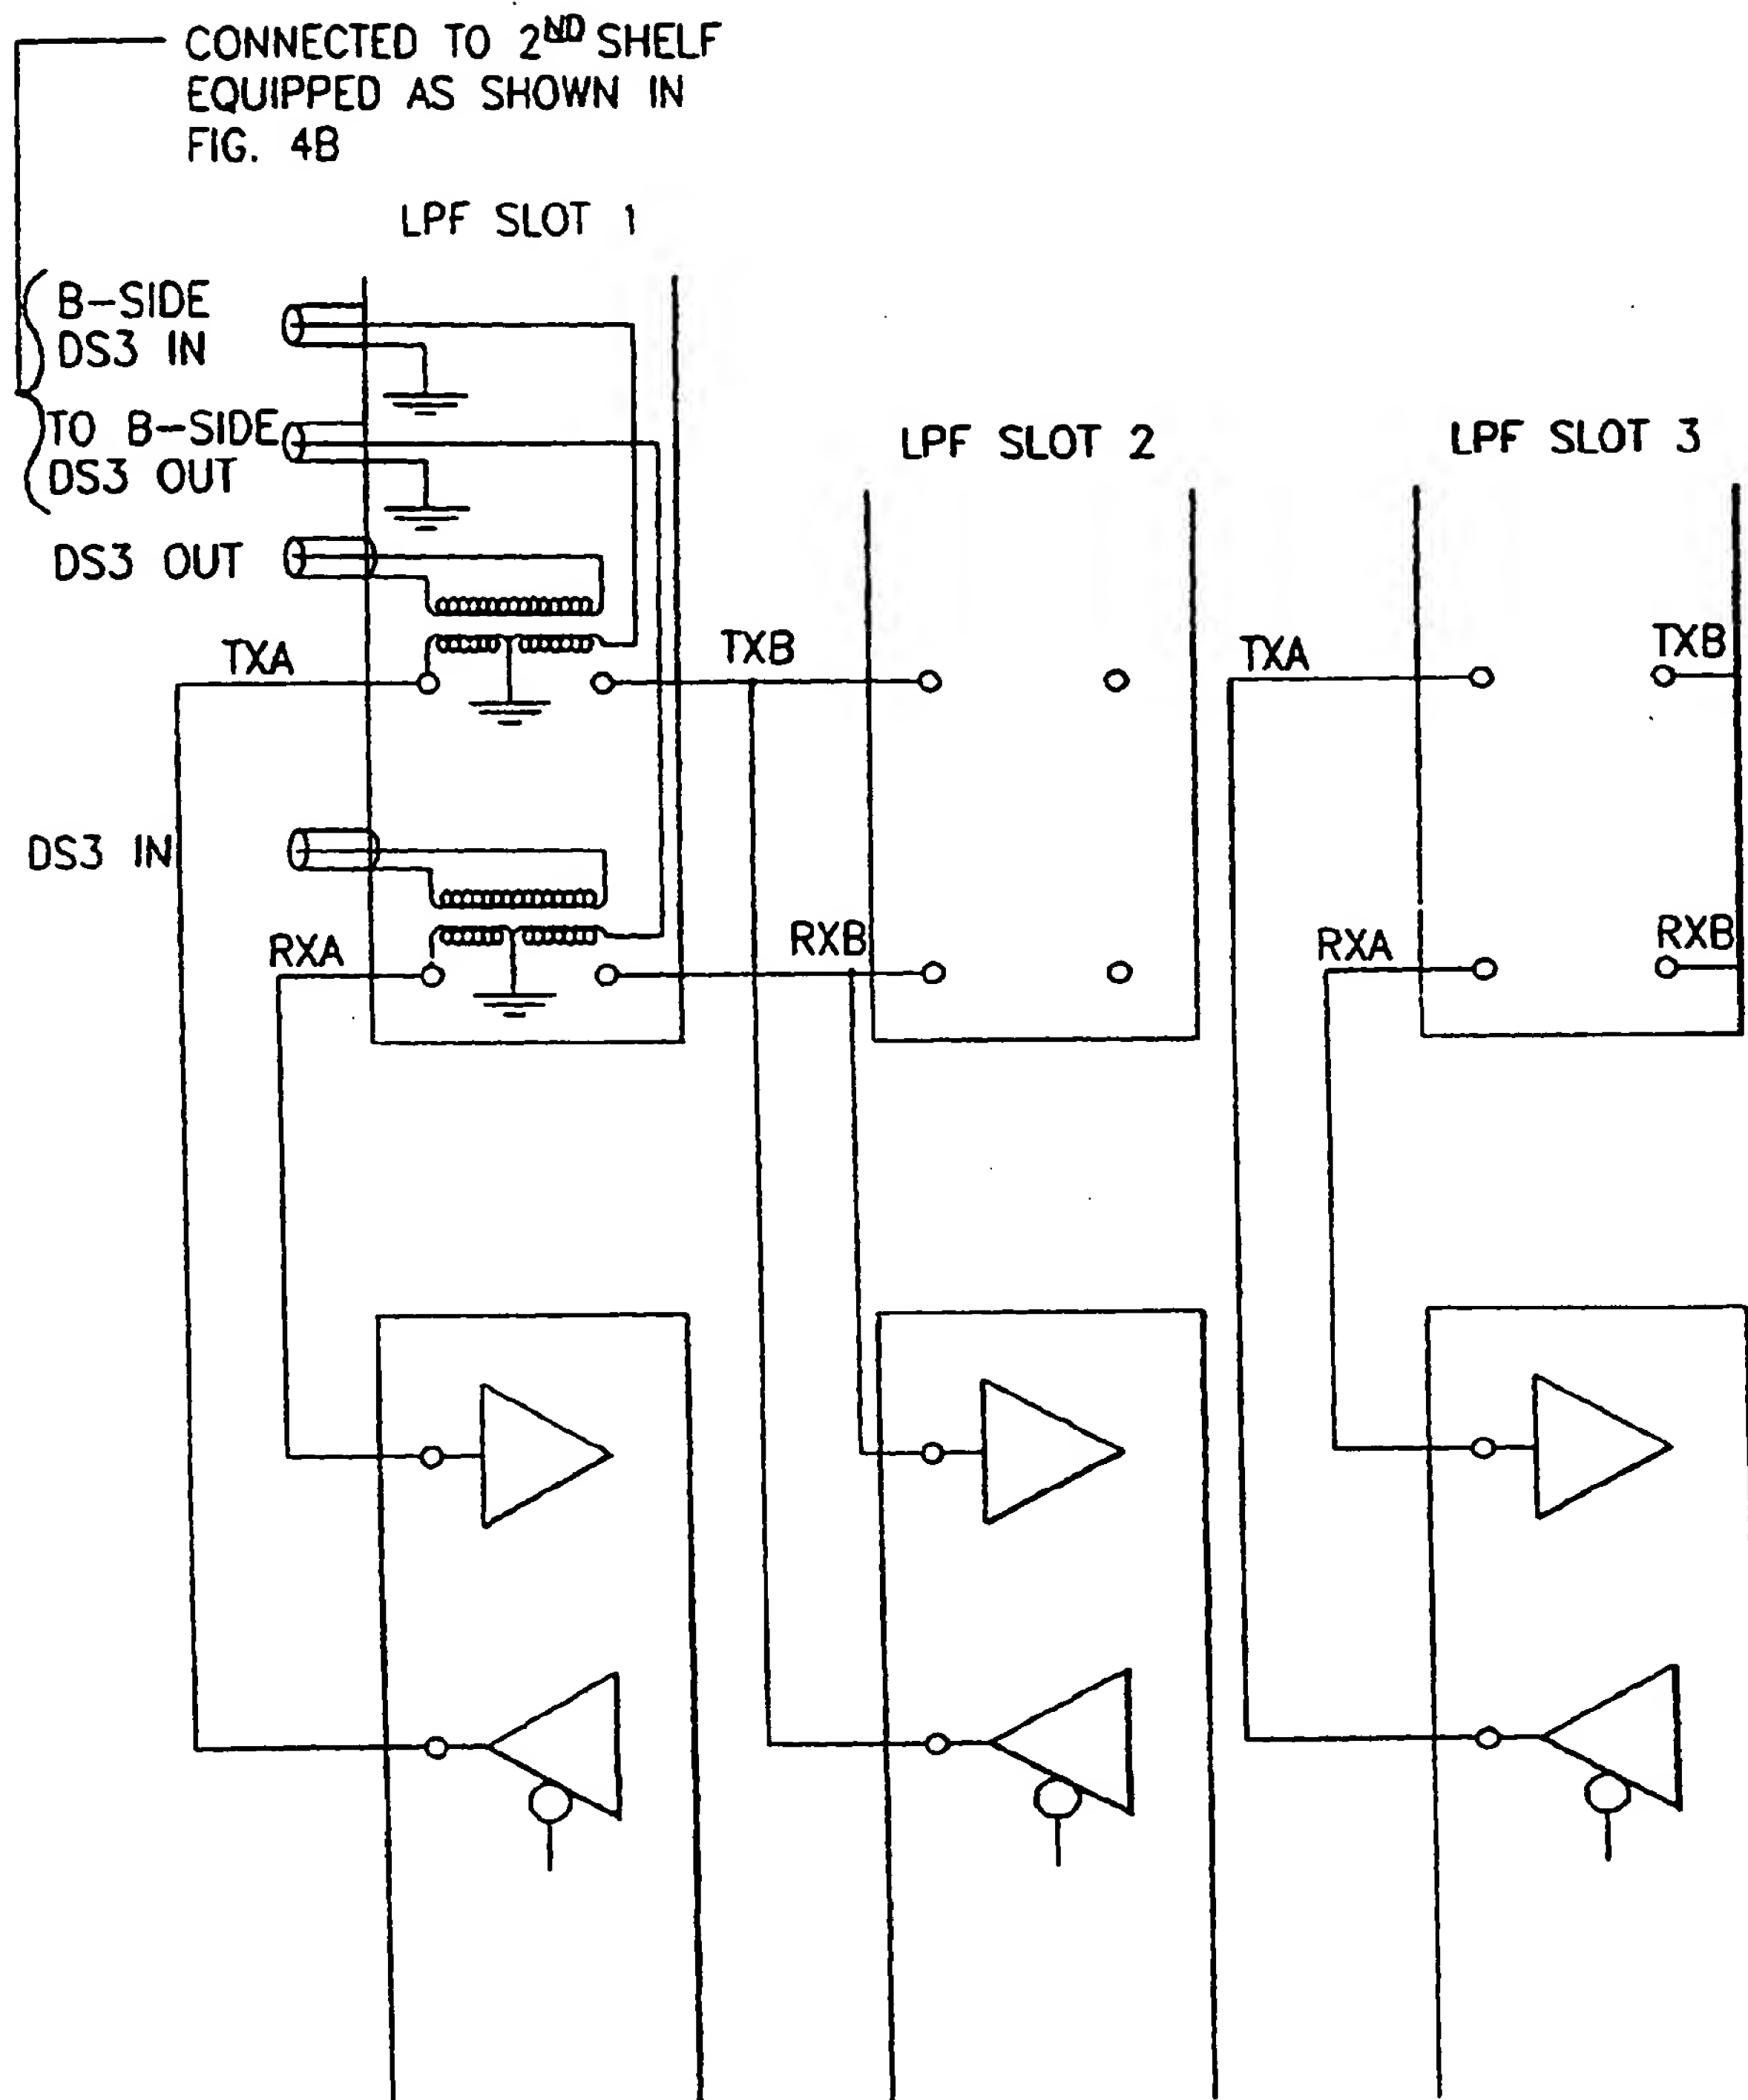 CONNECTED TO 2ND SHELF
EQUIPPED AS SHOWN IN
FIG. 4B
LPF SLOT 1
B-SIDE
DS3 IN
TO B-SIDE
DS3 OUT
LPF SLOT 2
LPF SLOT 3
DS3 OUT
TXA
TXB
TXA
TXB
DS3 IN
RXA
RXB
RXA
RXB